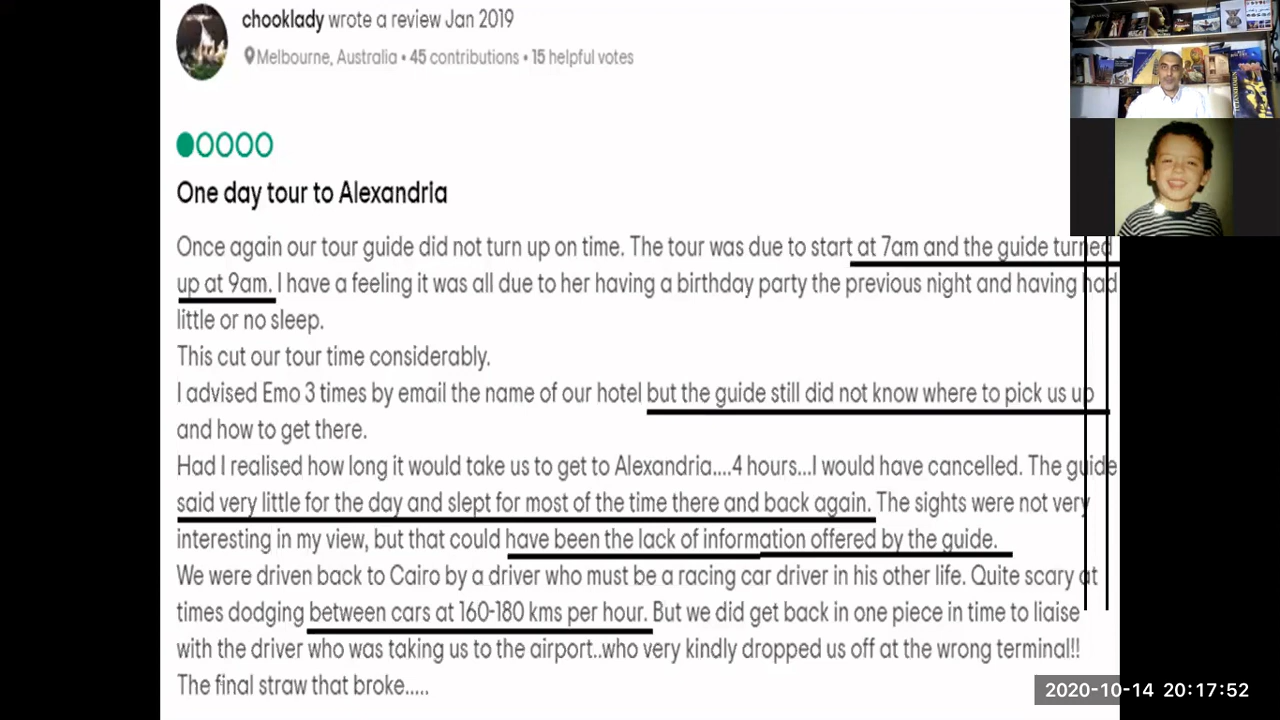 chooklady wrote a review Jan 2019
Melbourne, Australia • 45 contributions • 15 helpful votes
One day tour to Alexandria
Once again our tour guide did not turn up on time. The tour was due to start at 7am and the guide turned
up at 9am. I have a feeling it was all due to her having a birthday party the previous night and having had
little or no sleep.
This cut our tour time considerably.
I advised Emo 3 times by email the name of our hotel but the guide still did not know where to pick us up
and how to get there.
Had I realised how long it would take us to get to Alexandria....4 hours...I would have cancelled. The guide
said very little for the day and slept for most of the time there and back again. The sights were not very
interesting in my view, but that could have been the lack of information offered by the guide.
We were driven back to Cairo by a driver who must be a racing car driver in his other life. Quite scary at
times dodging between cars at 160-180 kms per hour. But we did get back in one piece in time to liaise
with the driver who was taking us to the airport..who very kindly dropped us off at the wrong terminal!!
The final straw that broke.....
2020-10-14 20:17:52